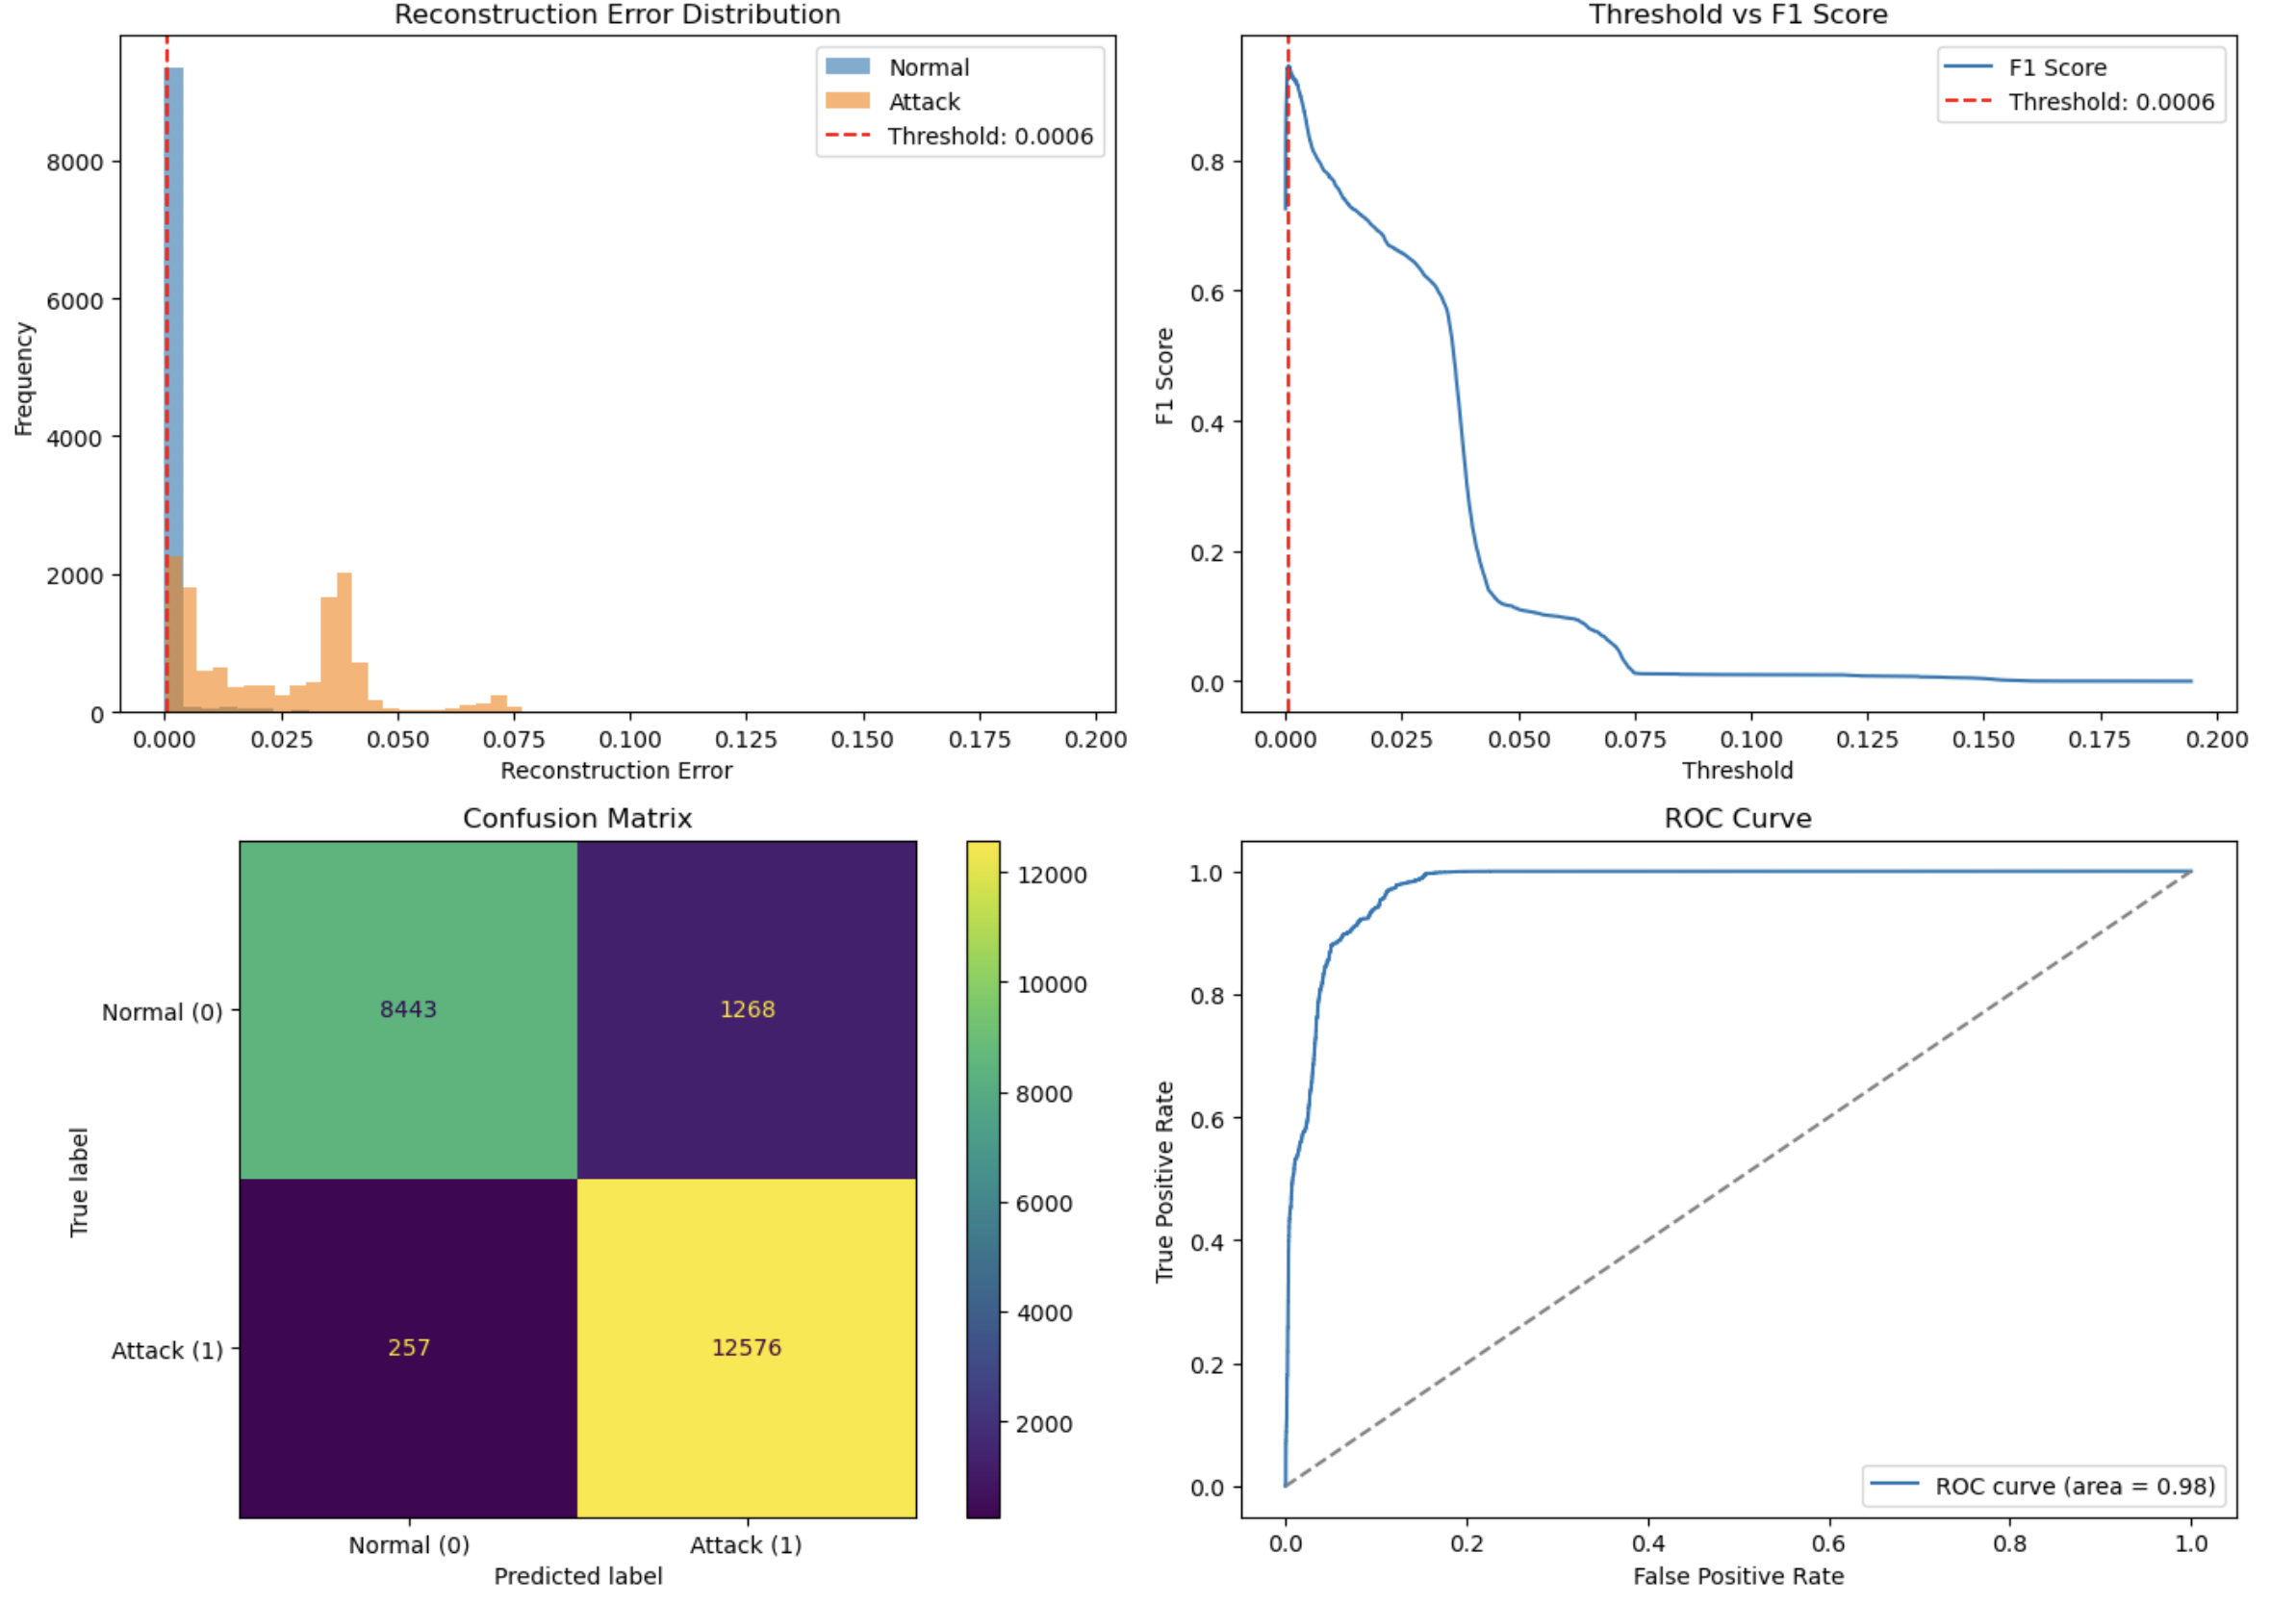 Reconstruction Error Distribution
Normal
Attack
Threshold: 0.0006
8000
6000
4000
2000
0
Frequency
0.000 0.025 0.050 0.075 0.100 0.125 0.150 0.175 0.200
Reconstruction Error
Threshold vs F1 Score
F1 Score
Threshold: 0.0006
0.8
0.6
0.4
0.2
0.0
F1 Score
0.000 0.025 0.050 0.075 0.100 0.125 0.150 0.175 0.200
Threshold
Confusion Matrix
Normal (0)
8443 1268
Attack (1)
257 12576
True label
Normal (0) Attack (1)
Predicted label
12000
10000
8000
6000
4000
2000
ROC Curve
1.0
0.8
0.6
0.4
0.2
0.0
True Positive Rate
ROC curve (area = 0.98)
0.0 0.2 0.4 0.6 0.8 1.0
False Positive Rate